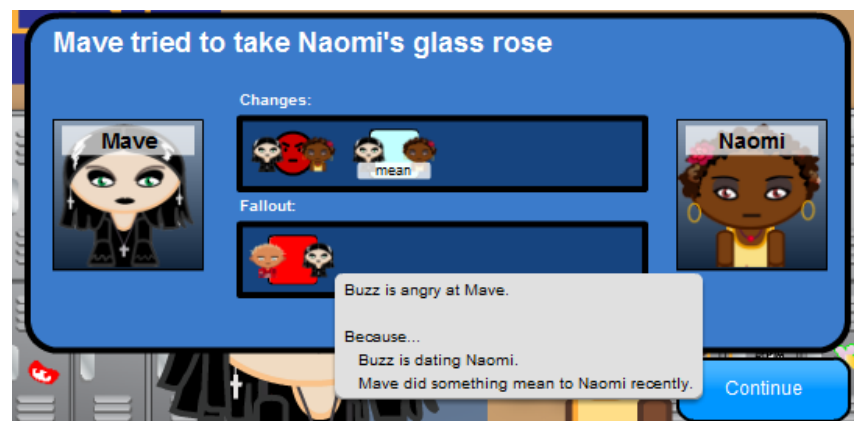 Mave tried to take Naomi's glass rose
Changes:
Mave
Naomi
mean
Fallout:
Buzz is angry at Mave.
Because...
Buzz is dating Naomi.
Mave did something mean to Naomi recently.
Continue